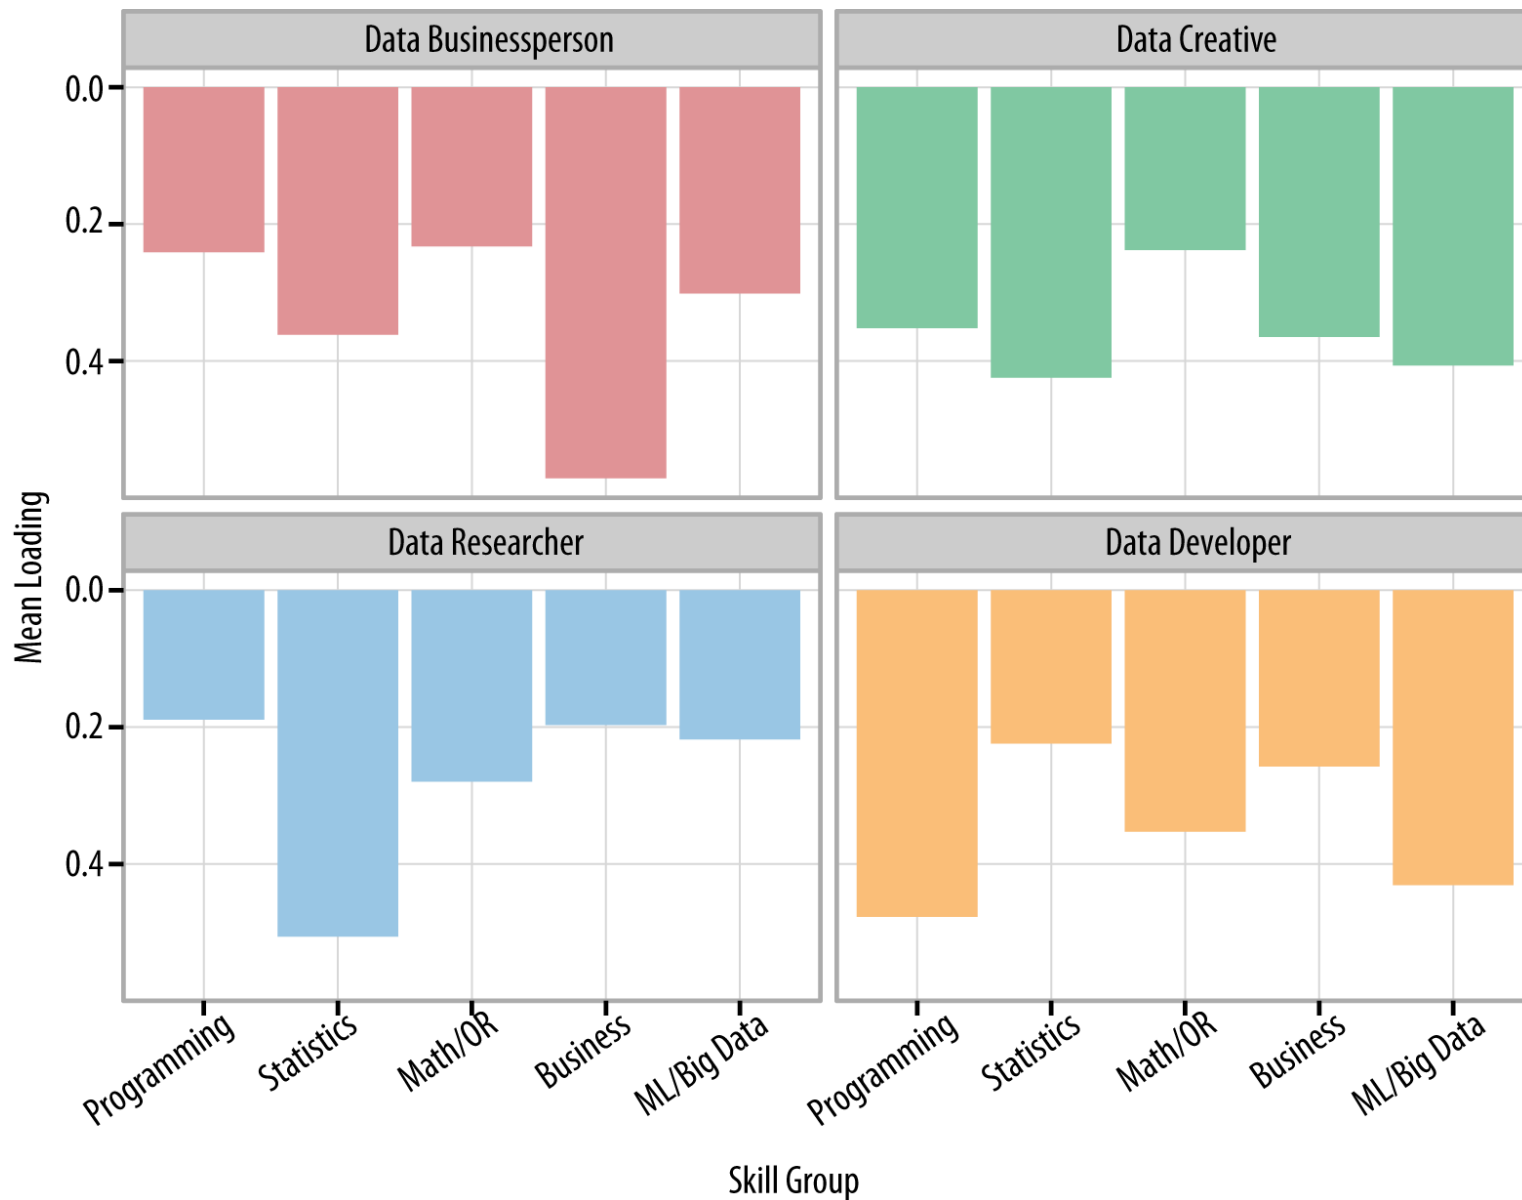 Data Businessperson
Data Creative
0.0
0.2
0.4
Data Researcher
Data Developer
0.0
0.2
0.4
Mean Loading
Programming
Statistics
Math/OR
Business
ML/Big Data
Programming
Statistics
Math/OR
Business
ML/Big Data
Skill Group